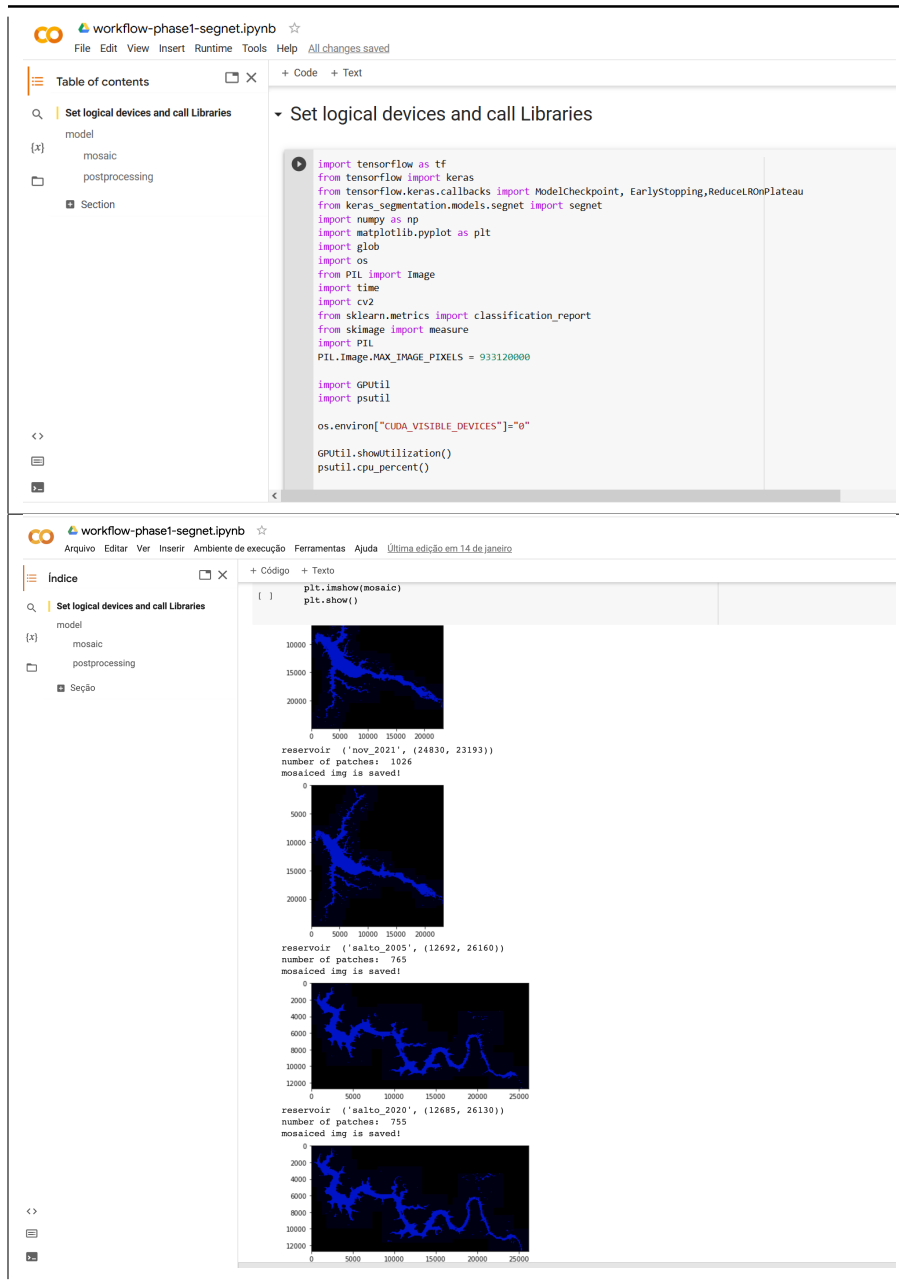 workflow-phase1-segnet.ipynb
File Edit View Insert Runtime Tools Help All changes saved
Table of contents
+ Code + Text
Set logical devices and call Libraries
model
mosaic
postprocessing
Section
{x}
Set logical devices and call Libraries
import tensorflow as tf
from tensorflow import keras
from tensorflow.keras.callbacks import ModelCheckpoint, EarlyStopping,ReduceLROnPlateau
from keras_segmentation.models.segnet import segnet
import numpy as np
import matplotlib.pyplot as plt
import glob
import os
from PIL import Image
import time
import cv2
from sklearn.metrics import classification_report
from skimage import measure
import PIL
PIL.Image.MAX_IMAGE_PIXELS = 933120000
import GPUtil
import psutil
os.environ["CUDA_VISIBLE_DEVICES"]="0"
GPUtil.showUtilization()
psutil.cpu_percent()
workflow-phase1-segnet.ipynb
Arquivo Editar Ver Inserir Ambiente de execução Ferramentas Ajuda Última edição em 14 de janeiro
Índice
+ Código + Texto
Set logical devices and call Libraries
model
mosaic
postprocessing
Seção
{x}
[ ]
plt.imshow(mosaic)
plt.show()
10000
15000
20000
0 5000 10000 15000 20000
reservoir ('nov_2021', (24830, 23193))
number of patches: 1026
mosaiced img is saved!
0
5000
10000
15000
20000
0 5000 10000 15000 20000
reservoir ('salto_2005', (12692, 26160))
number of patches: 765
mosaiced img is saved!
0
2000
4000
6000
8000
10000
12000
0 5000 10000 15000 20000 25000
reservoir ('salto_2020', (12685, 26130))
number of patches: 755
mosaiced img is saved!
0
2000
4000
6000
8000
10000
12000
0 5000 10000 15000 20000 25000